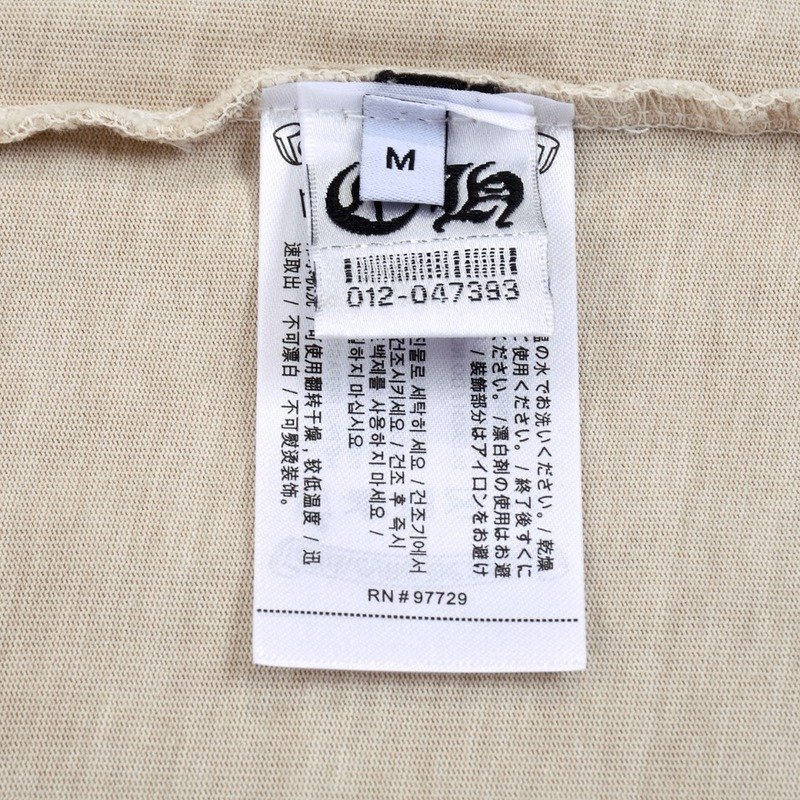 M
CH
012-047393
速取出 / 不可漂白 / 不可熨烫装饰。
可使用翻转干燥，较低温度 / 迅
지물로 세탁히 세요 / 건조기에서
건조시키세요 / 건조 후 즉시
백제를 사용하지 마세요 /
하지 마십시오
の水でお洗いください。/ 乾燥
使用ください。/ 終了後すぐに
ください。/ 漂白剤の使用はお避
/ 装飾部分はアイロンをお避け
RN # 97729